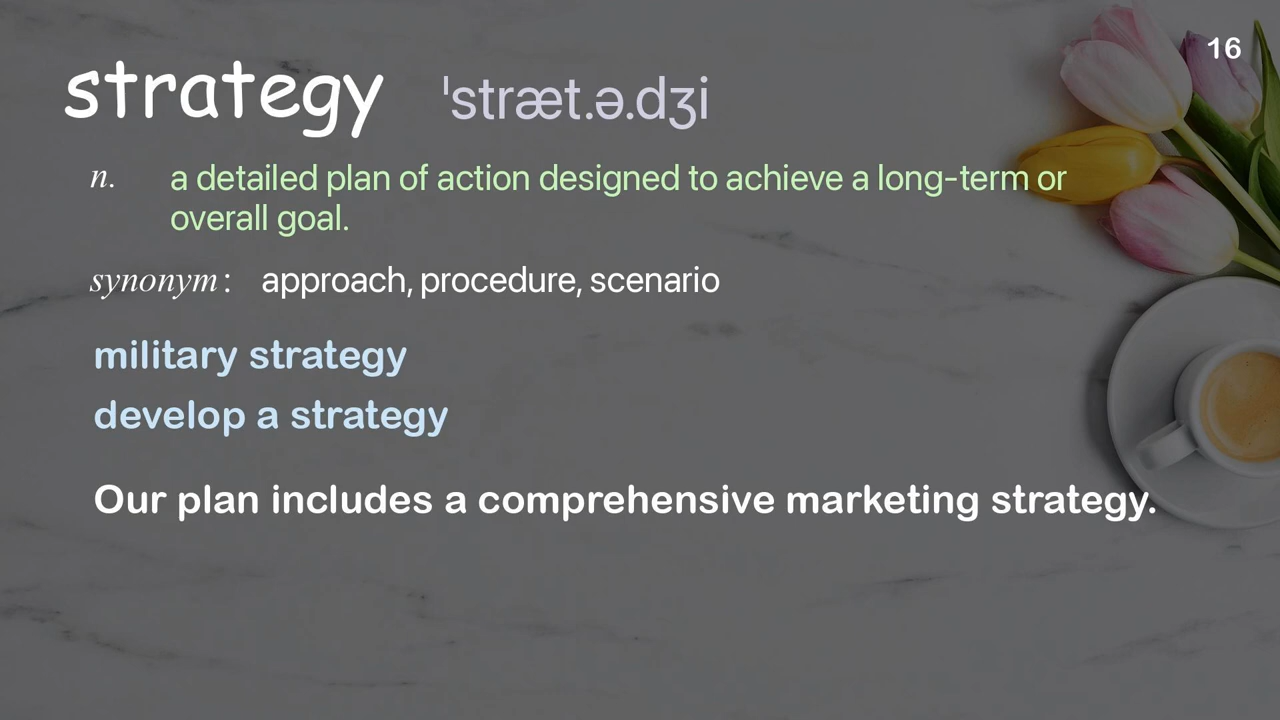 16
strategy ˈstræt.ə.dʒi
n. a detailed plan of action designed to achieve a long-term or
overall goal.
synonym: approach, procedure, scenario
military strategy
develop a strategy
Our plan includes a comprehensive marketing strategy.